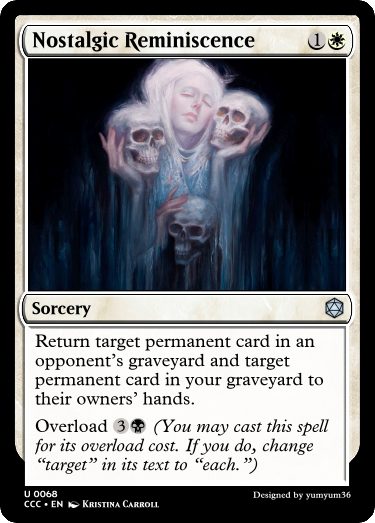 Nostalgic Reminiscence 1
Sorcery
Return target permanent card in an
opponent's graveyard and target
permanent card in your graveyard to
their owners' hands.
Overload 3 (You may cast this spell
for its overload cost. If you do, change
“target” in its text to “each.”)
U 0068
CCC • EN Kristina Carroll
Designed by yumyum36